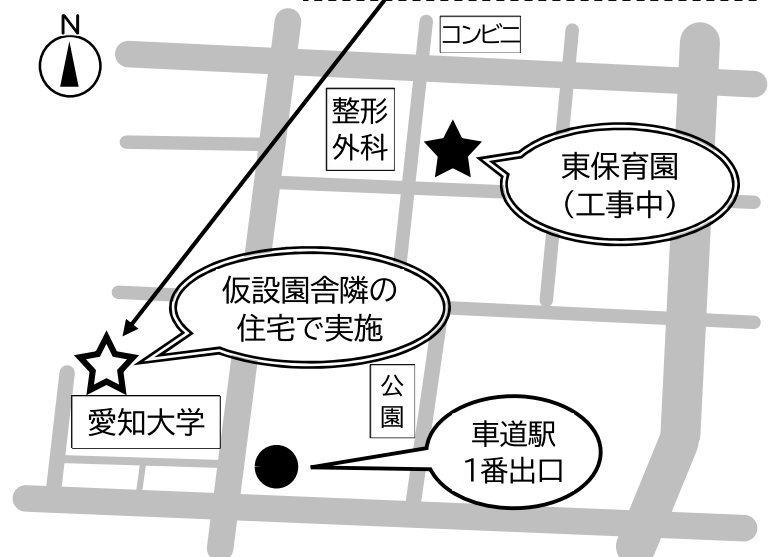 N
コンビニ
整形
外科
東保育園
（工事中）
仮設園舎隣の
住宅で実施
公
園
愛知大学
車道駅
1番出口